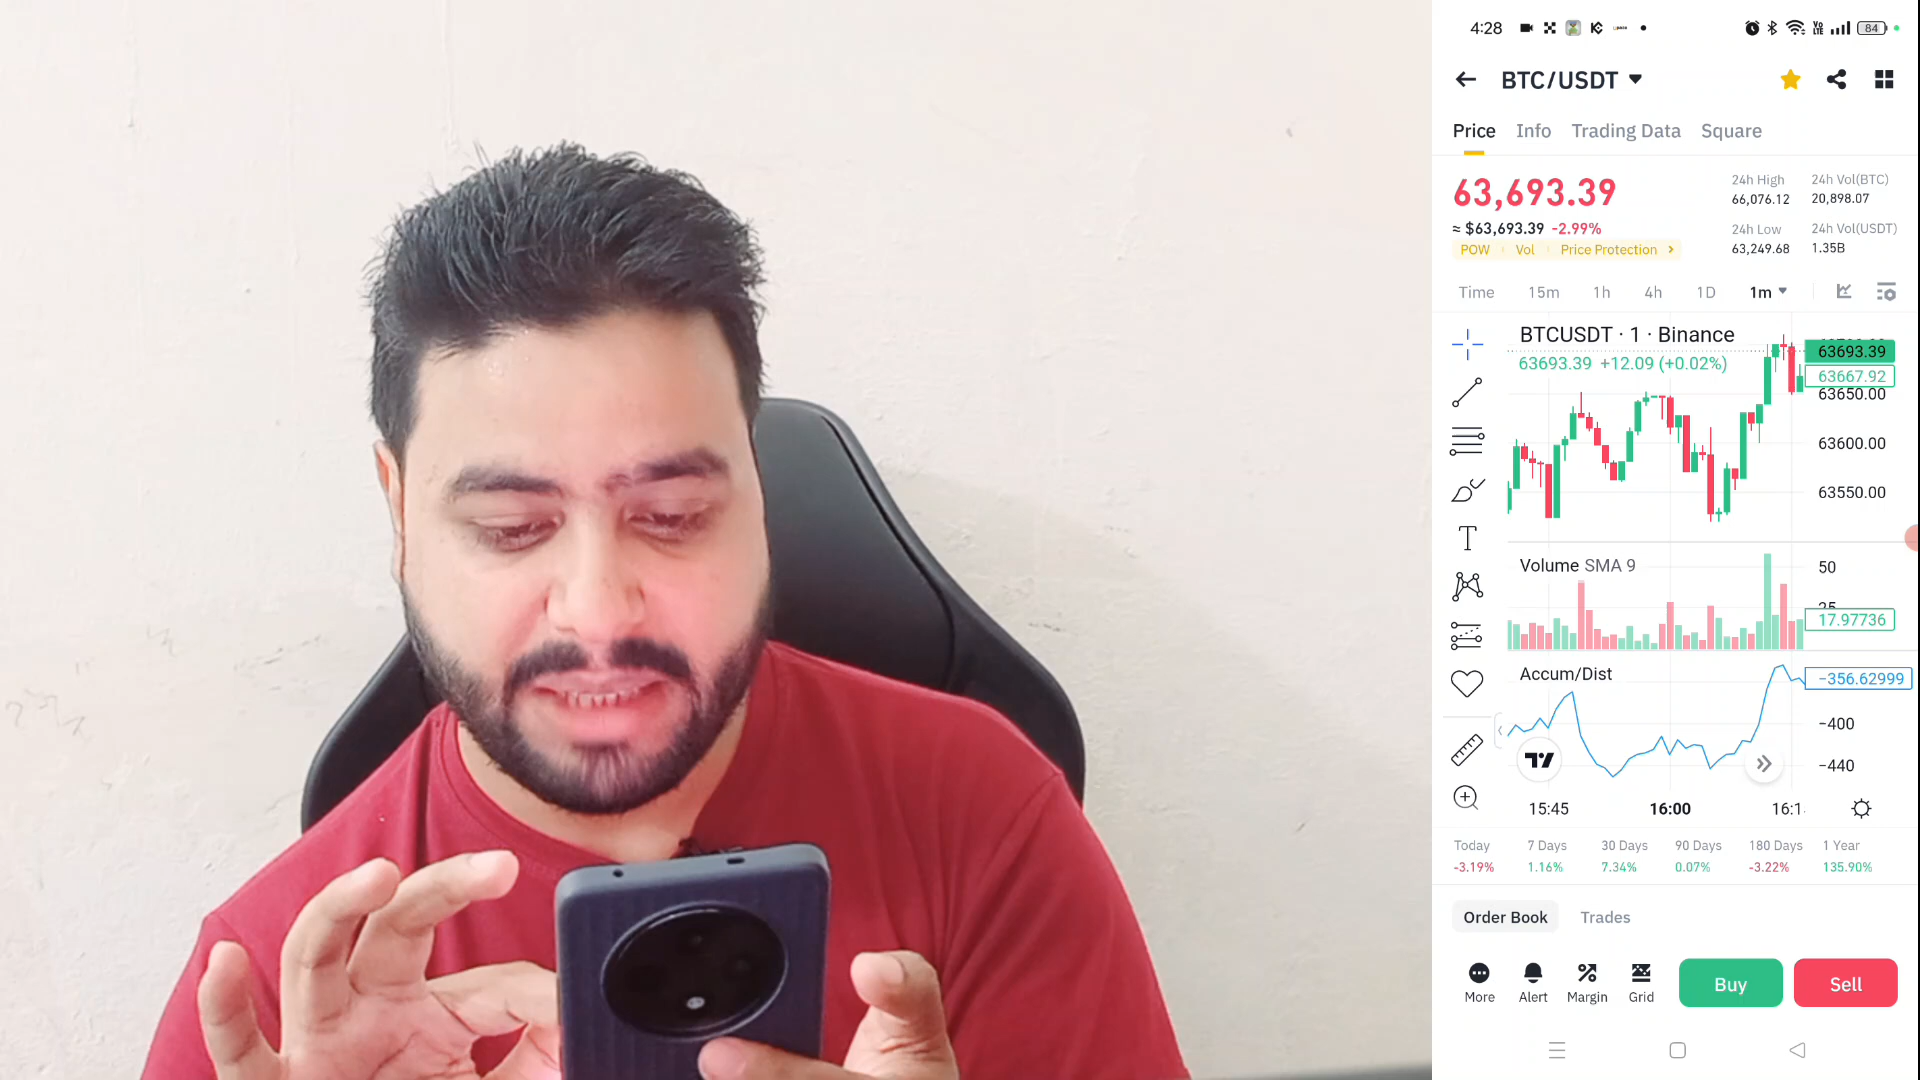 4:28
84
BTC/USDT
Price Info Trading Data Square
63,693.39
≈ $63,693.39 -2.99%
POW Vol Price Protection
24h High
66,076.12
24h Vol(BTC)
20,898.07
24h Low
63,249.68
24h Vol(USDT)
1.35B
Time 15m 1h 4h 1D 1m
BTCUSDT · 1 · Binance
63693.39 +12.09 (+0.02%)
63693.39
63667.92
63650.00
63600.00
63550.00
Volume SMA 9
50
25
17.97736
Accum/Dist
−356.62999
−400
−440
15:45 16:00 16:1
Today 7 Days 30 Days 90 Days 180 Days 1 Year
-3.19% 1.16% 7.34% 0.07% -3.22% 135.90%
Order Book Trades
More Alert Margin Grid Buy Sell